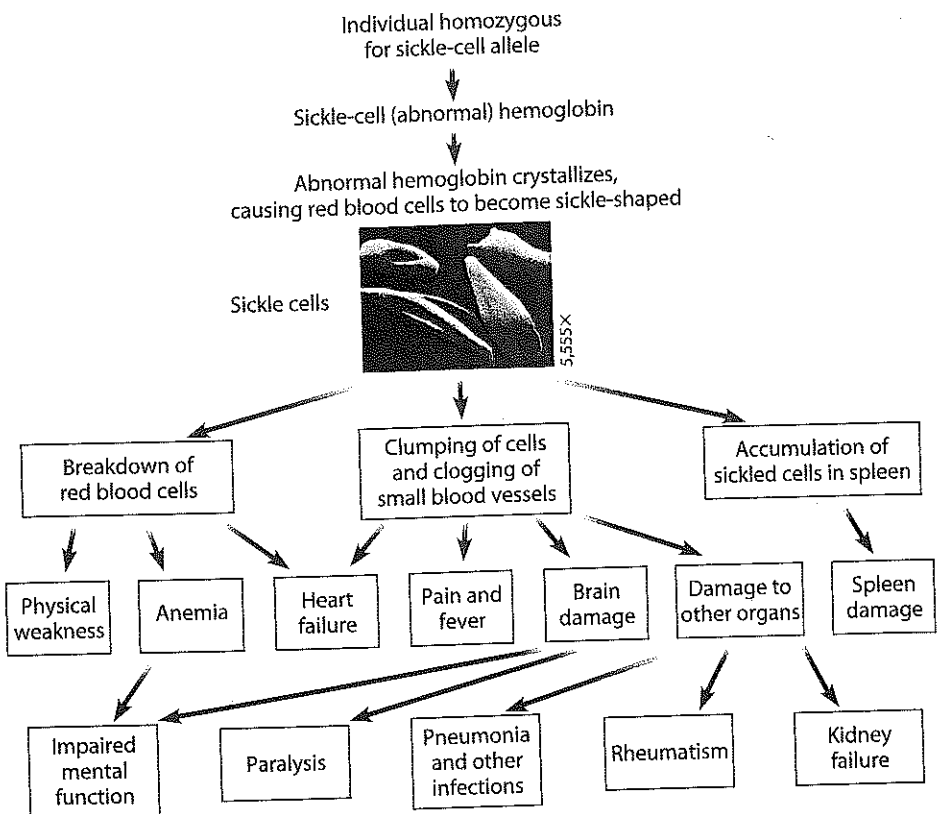 Individual homozygous
for sickle-cell allele
Sickle-cell (abnormal) hemoglobin
Abnormal hemoglobin crystallizes,
causing red blood cells to become sickle-shaped
Sickle cells
5,555×
Breakdown of
red blood cells
Clumping of cells
and clogging of
small blood vessels
Accumulation of
sickled cells in spleen
Physical
weakness
Anemia
Heart
failure
Pain and
fever
Brain
damage
Damage to
other organs
Spleen
damage
Impaired
mental
function
Paralysis
Pneumonia
and other
infections
Rheumatism
Kidney
failure